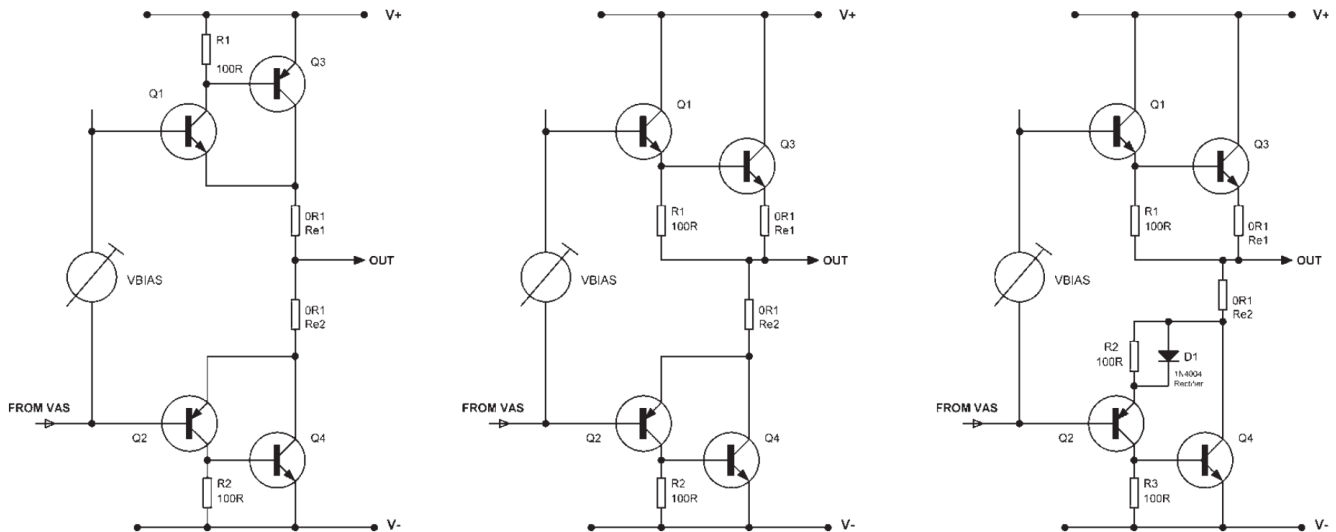 V+
R1
100R
Q3
Q1
0R1
Re1
OUT
VBIAS
0R1
Re2
FROM VAS
Q2
Q4
R2
100R
V-
V+
Q1
Q3
R1
100R
0R1
Re1
OUT
VBIAS
0R1
Re2
FROM VAS
Q2
Q4
R2
100R
V-
V+
Q1
Q3
R1
100R
0R1
Re1
OUT
VBIAS
0R1
Re2
R2
100R
D1
1N4004
Rectifier
FROM VAS
Q2
Q4
R3
100R
V-